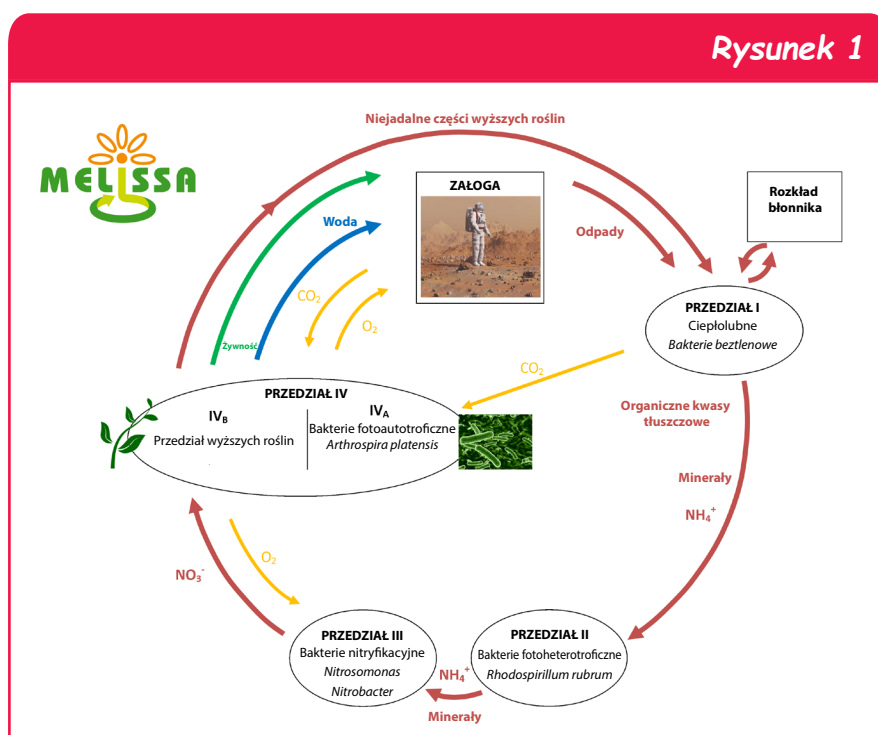 Rysunek 1
Niejadalne części wyższych roślin
MELiSSA
ZAŁOGA
Rozkład
błonnika
Woda
Odpady
CO₂
O₂
Żywność
PRZEDZIAŁ I
Ciepłolubne
Bakterie beztlenowe
CO₂
PRZEDZIAŁ IV
IV_B
Przedział wyższych roślin
IV_A
Bakterie fotoautotroficzne
Arthrospira platensis
Organiczne kwasy
tłuszczowe
Minerały
NH₄⁺
O₂
NO₃⁻
PRZEDZIAŁ III
Bakterie nitryfikacyjne
Nitrosomonas
Nitrobacter
PRZEDZIAŁ II
Bakterie fotoheterotroficzne
Rhodospirillum rubrum
NH₄⁺
Minerały